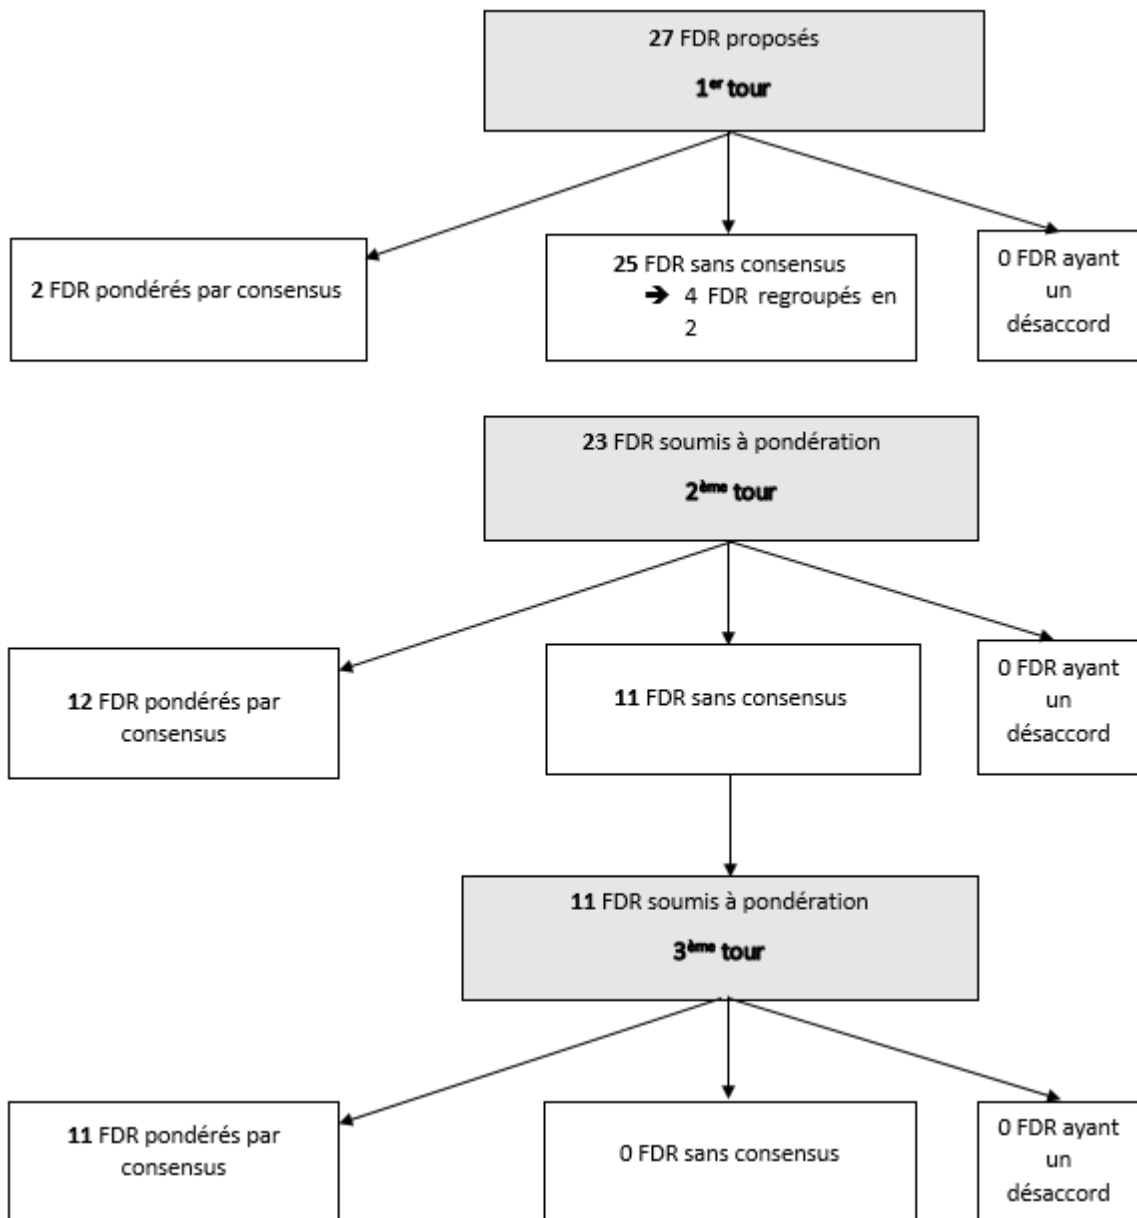 27 FDR proposés
1er tour
2 FDR pondérés par consensus
25 FDR sans consensus
➔ 4 FDR regroupés en
2
0 FDR ayant
un
désaccord
23 FDR soumis à pondération
2ème tour
12 FDR pondérés par
consensus
11 FDR sans consensus
0 FDR ayant
un
désaccord
11 FDR soumis à pondération
3ème tour
11 FDR pondérés par
consensus
0 FDR sans consensus
0 FDR ayant
un
désaccord